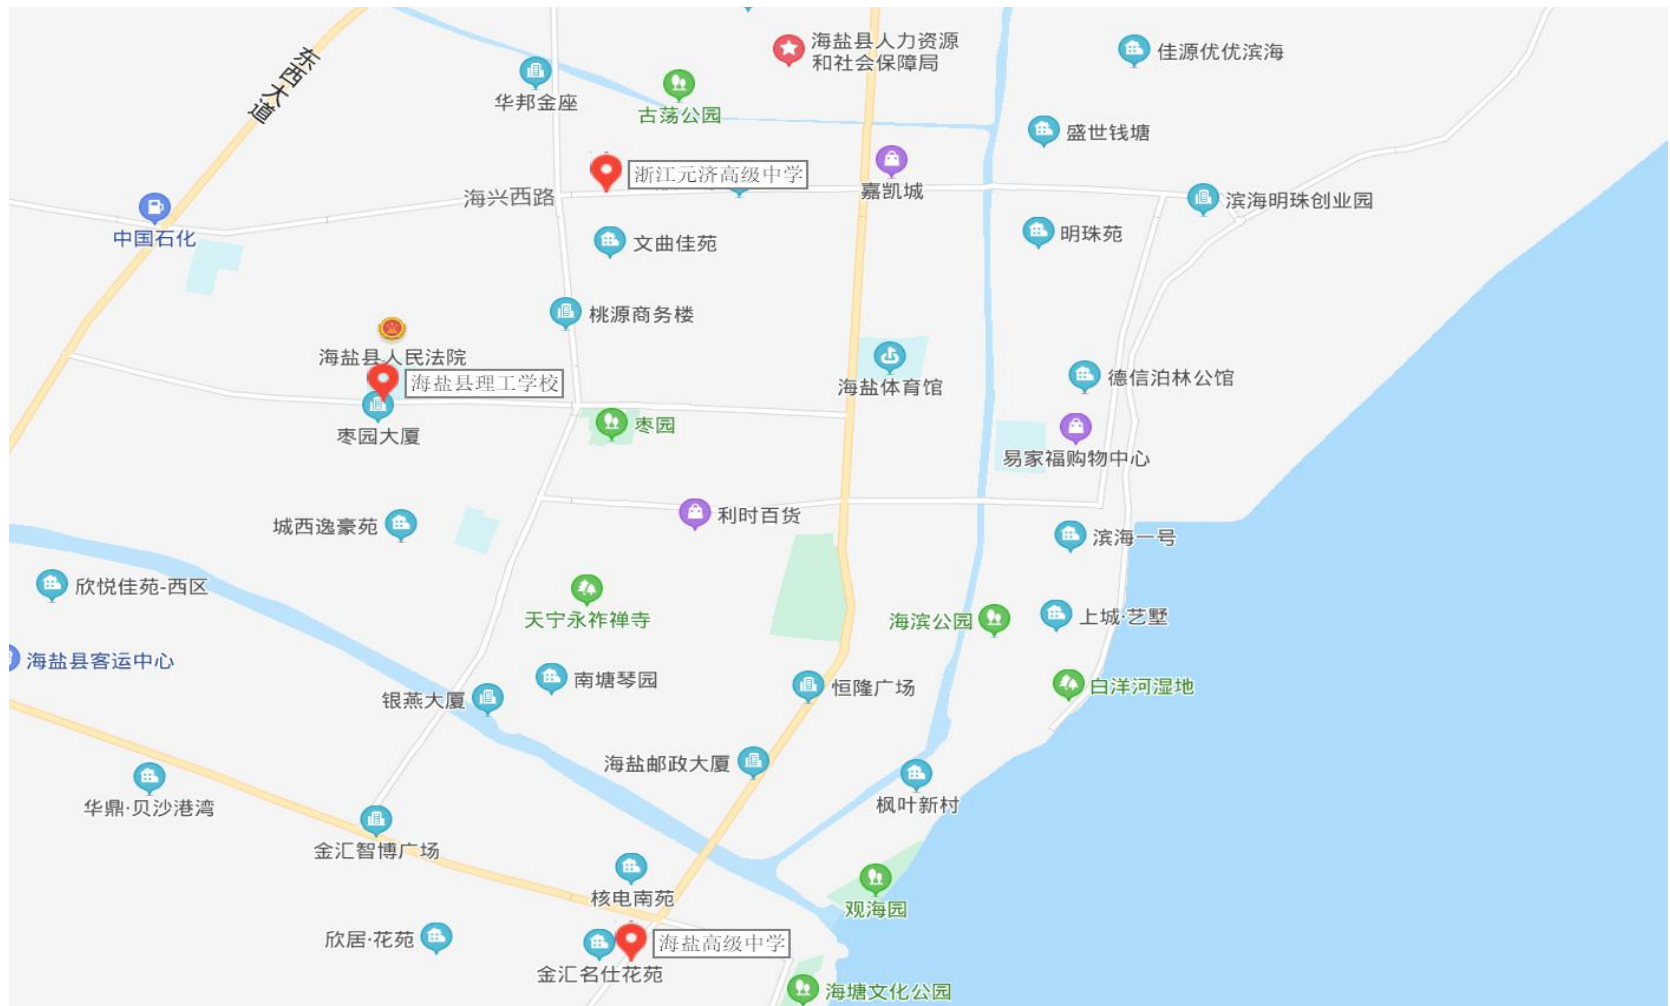 海盐县人力资源
和社会保障局
佳源优优滨海
东西大道
华邦金座
古荡公园
盛世钱塘
浙江元济高级中学
海兴西路
嘉凯城
滨海明珠创业园
中国石化
文曲佳苑
明珠苑
桃源商务楼
海盐县人民法院
海盐县理工学校
海盐体育馆
德信泊林公馆
枣园大厦
枣园
易家福购物中心
城西逸豪苑
利时百货
滨海一号
欣悦佳苑-西区
天宁永祚禅寺
海滨公园
上城·艺墅
海盐县客运中心
南塘琴园
银燕大厦
恒隆广场
白洋河湿地
海盐邮政大厦
华鼎·贝沙港湾
枫叶新村
金汇智博广场
核电南苑
观海园
欣居·花苑
海盐高级中学
金汇名仕花苑
海塘文化公园